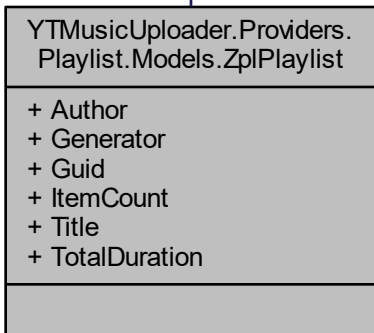 YTMusicUploader.Providers.
Playlist.Models.ZplPlaylist
+ Author
+ Generator
+ Guid
+ ItemCount
+ Title
+ TotalDuration